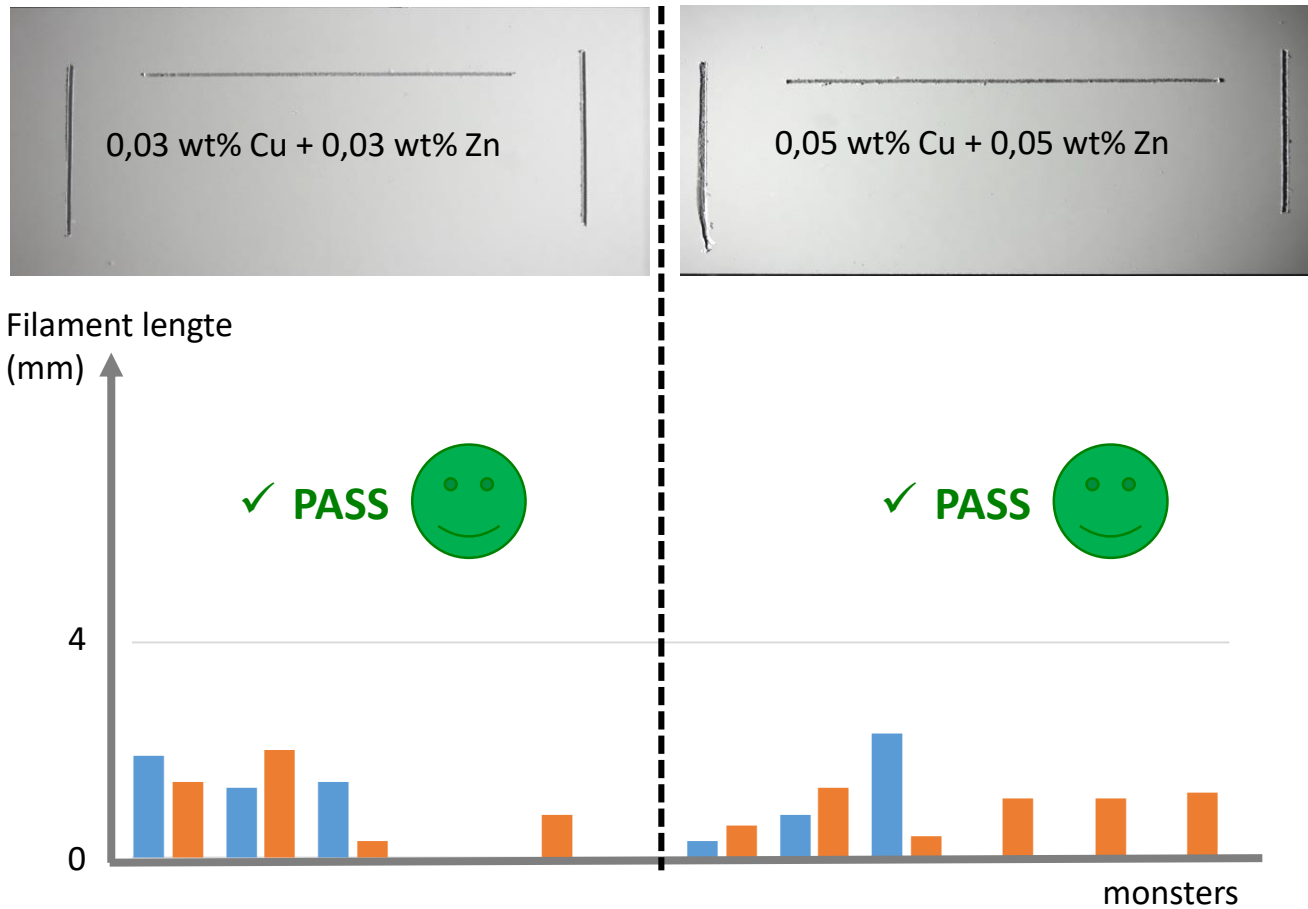 0,03 wt% Cu + 0,03 wt% Zn
0,05 wt% Cu + 0,05 wt% Zn
Filament lengte
(mm)
✓ PASS
✓ PASS
4
0
monsters